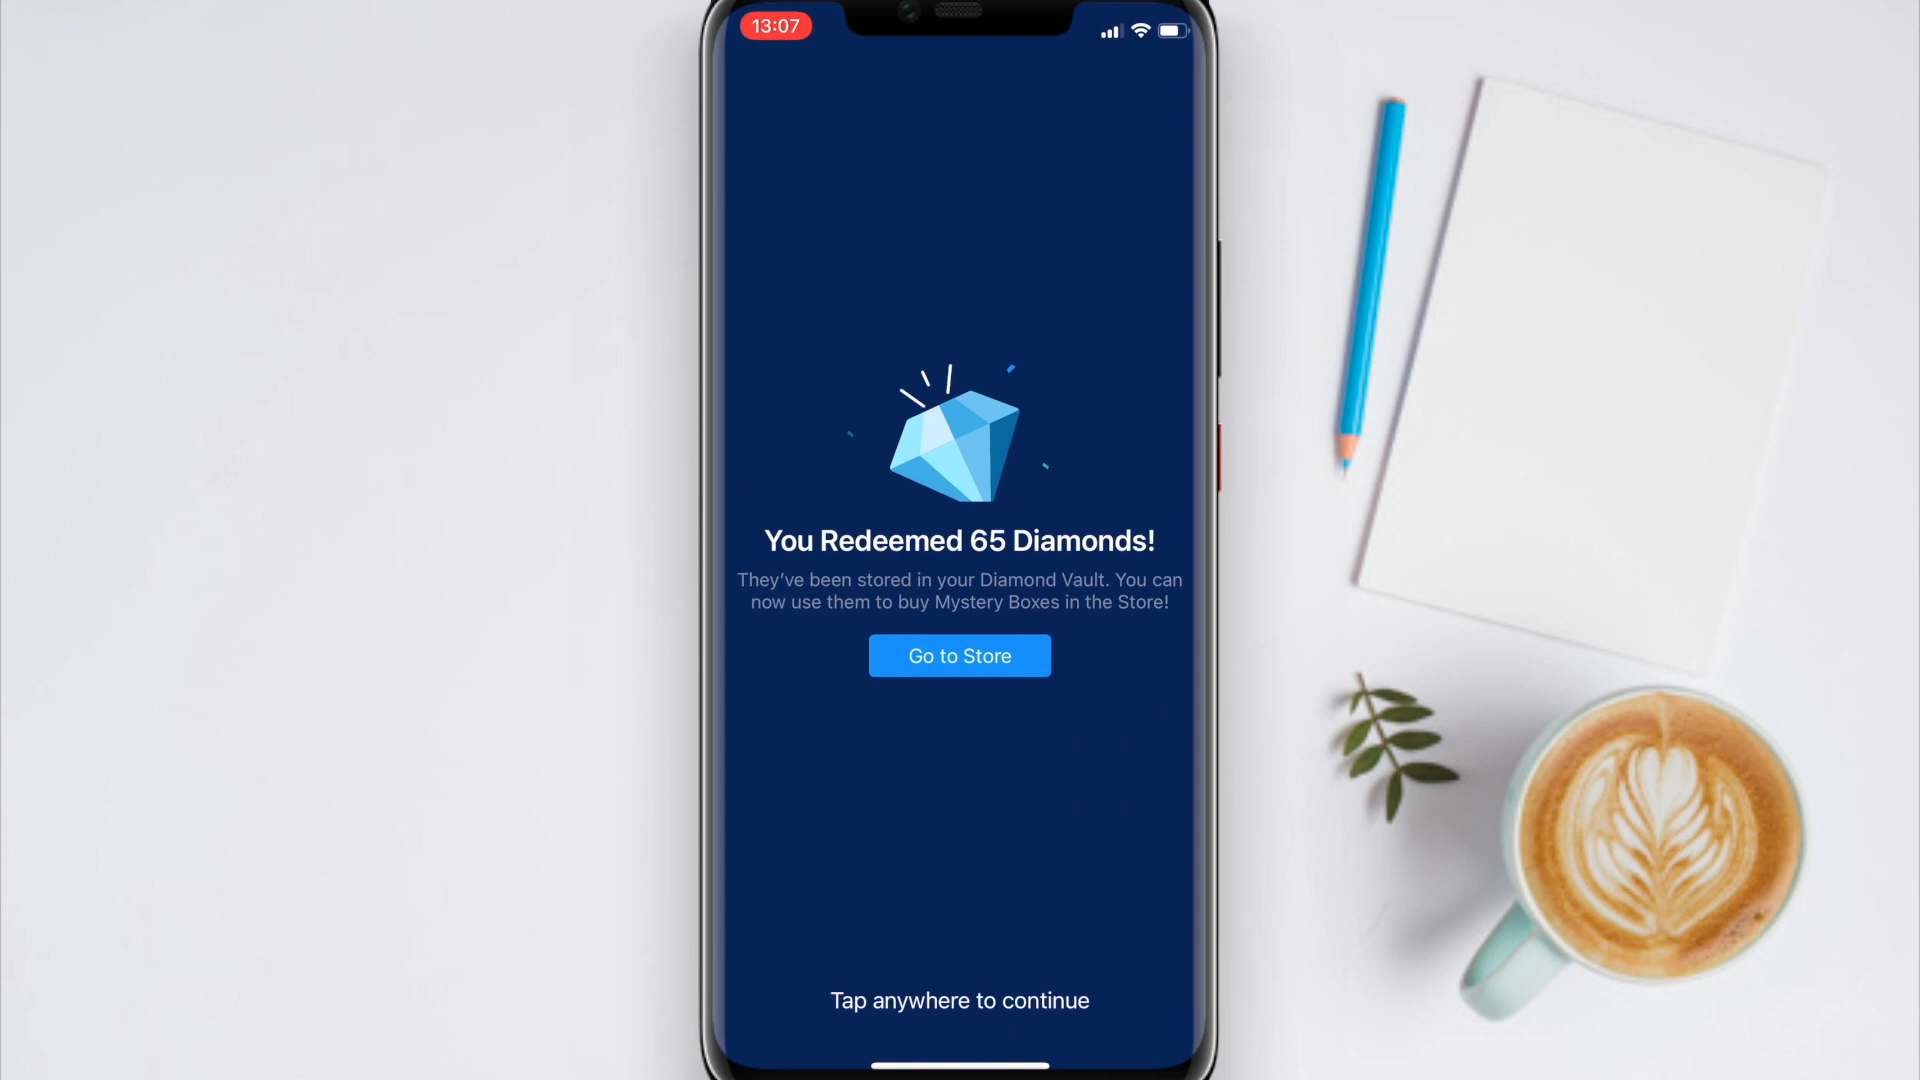 13:07
You Redeemed 65 Diamonds!
They've been stored in your Diamond Vault. You can
now use them to buy Mystery Boxes in the Store!
Go to Store
Tap anywhere to continue